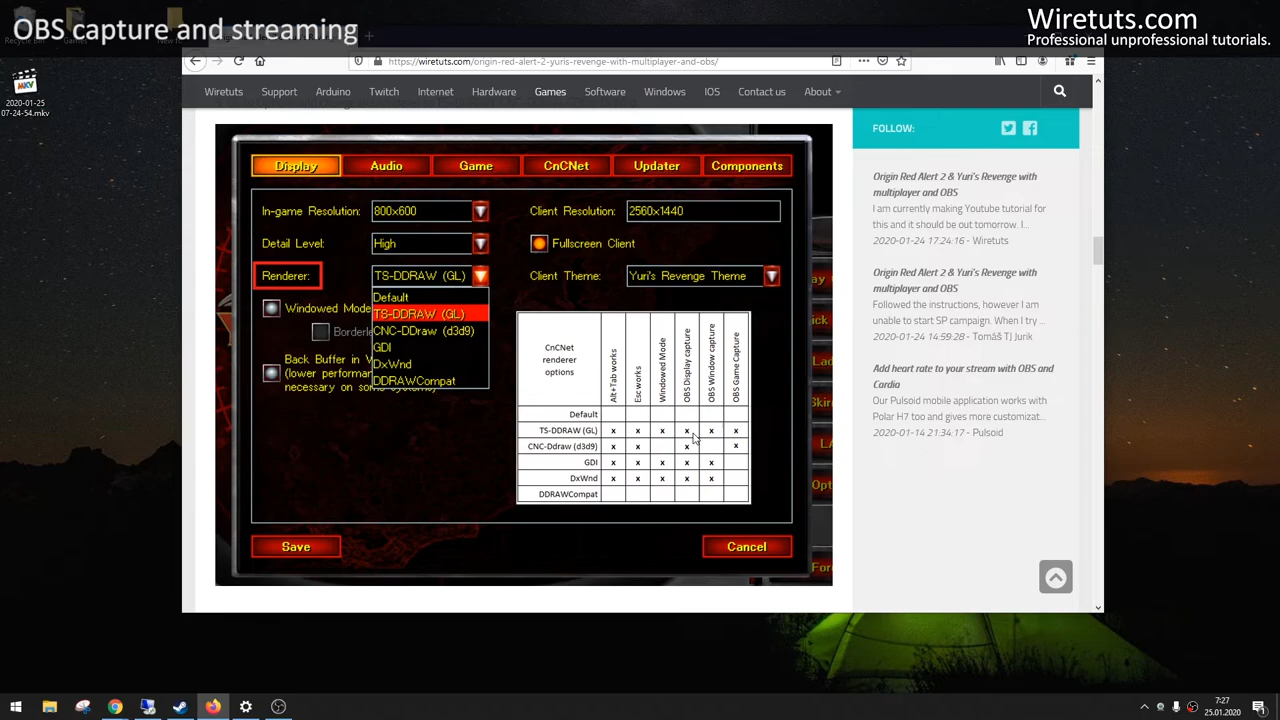 OBS capture and streaming
Wiretuts.com
Professional unprofessional tutorials.
Recycle Bin
2020-01-25
07-24-54.mkv
MKV
https://wiretuts.com/origin-red-alert-2-yuris-revenge-with-multiplayer-and-obs/
Wiretuts Support Arduino Twitch Internet Hardware Games Software Windows IOS Contact us About
FOLLOW:
Display Audio Game CnCNet Updater Components
In-game Resolution: 800x600 Client Resolution: 2560x1440
Detail Level: High Fullscreen Client
Renderer: TS-DDRAW (GL) Client Theme: Yuri's Revenge Theme
Default
TS-DDRAW (GL)
Windowed Mode
CNC-DDraw (d3d9)
Borderle
GDI
Back Buffer in V
DxWnd
(lower performa
DDRAWCompat
necessary on so
CnCNet
renderer
options
Alt+Tab works
Esc works
Windowed Mode
OBS Display capture
OBS Window capture
OBS Game Capture
Default
TS-DDRAW (GL) x x x x x x
CNC-Ddraw (d3d9) x x x x
GDI x x x x x
DxWnd x x x x x
DDRAWCompat
Save Cancel
Origin Red Alert 2 & Yuri's Revenge with
multiplayer and OBS
I am currently making Youtube tutorial for
this and it should be out tomorrow. I...
2020-01-24 17:24:16 - Wiretuts
Origin Red Alert 2 & Yuri's Revenge with
multiplayer and OBS
Followed the instructions, however I am
unable to start SP campaign. When I try ...
2020-01-24 14:59:28 - Tomáš TJ Jurik
Add heart rate to your stream with OBS and
Cardia
Our Pulsoid mobile application works with
Polar H7 too and gives more customizat...
2020-01-14 21:34:17 - Pulsoid
7:27
25.01.2020